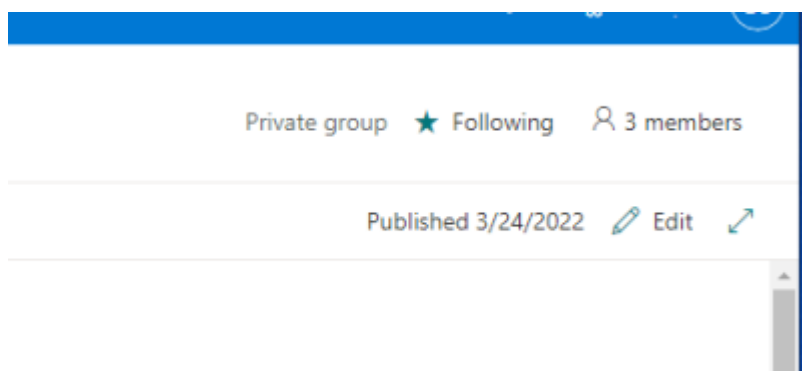 Private group ★ Following 3 members
Published 3/24/2022 Edit